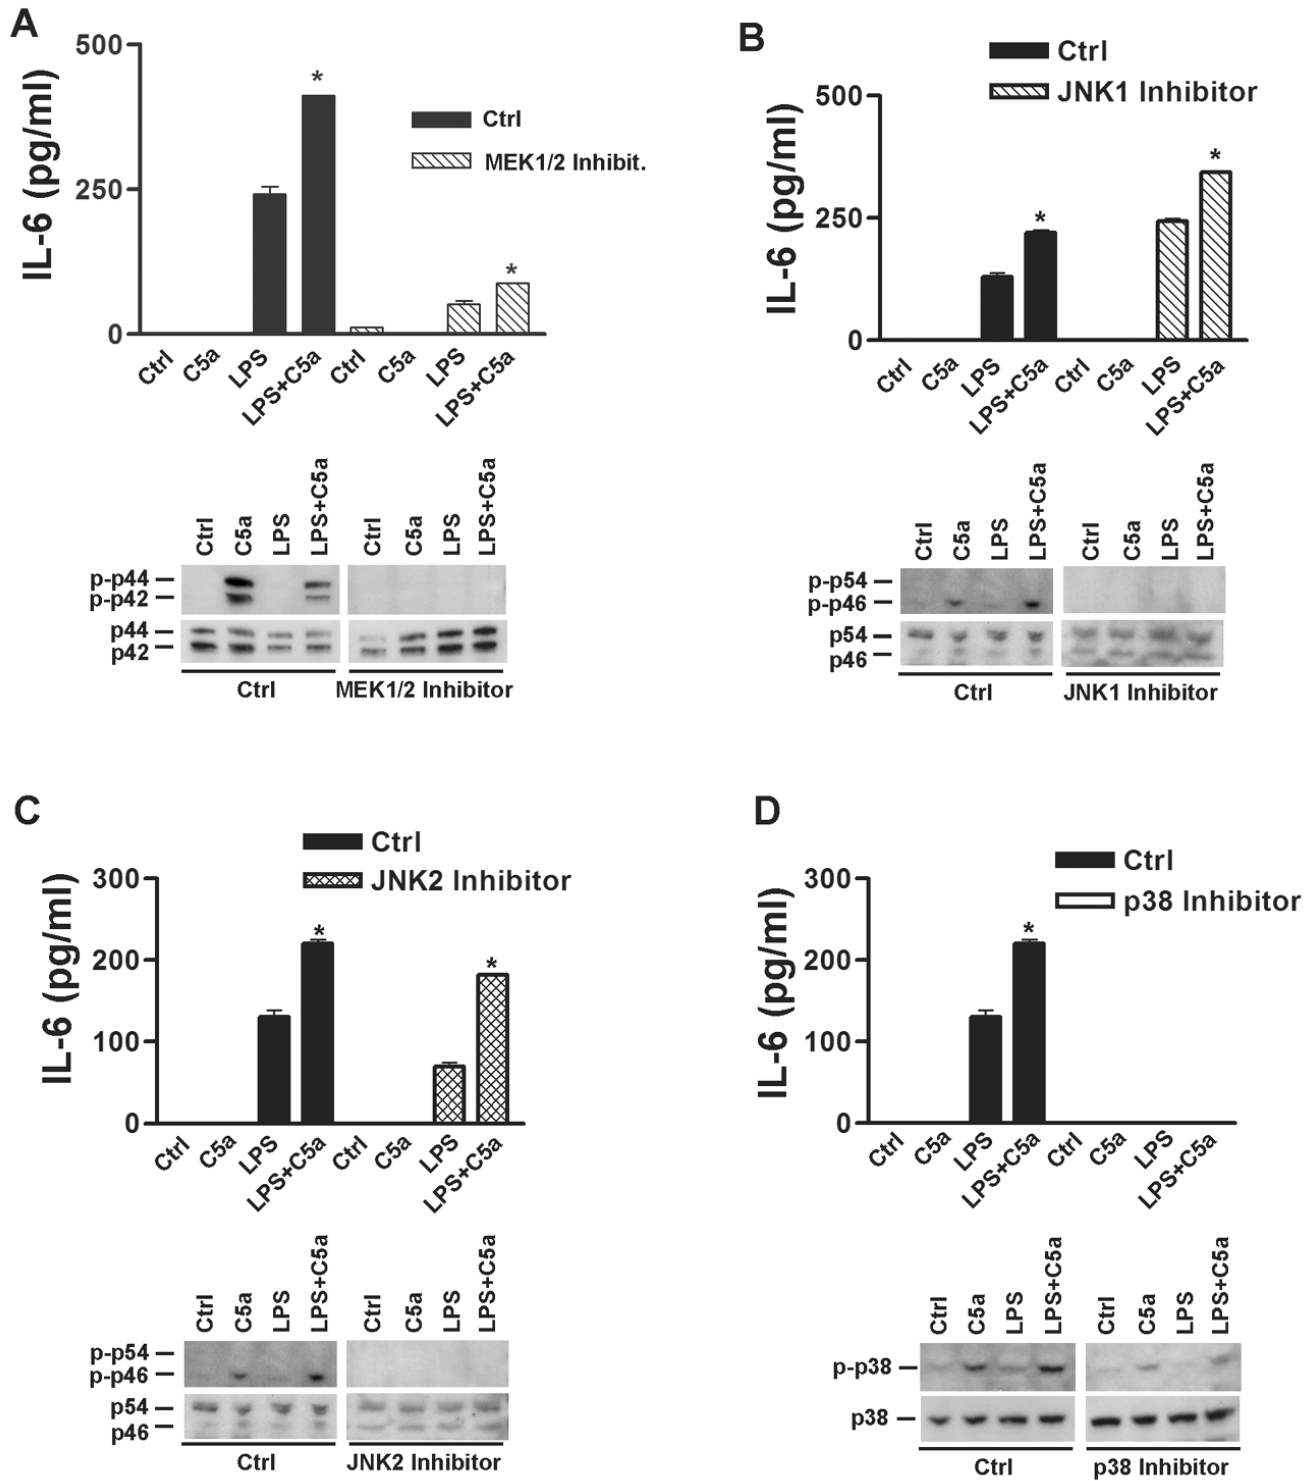 A
500
250
0
IL-6 (pg/ml)
*
*
Ctrl
MEK1/2 Inhibit.
Ctrl C5a LPS LPS+C5a Ctrl C5a LPS LPS+C5a
Ctrl C5a LPS LPS+C5a Ctrl C5a LPS LPS+C5a
p-p44
p-p42
p44
p42
Ctrl MEK1/2 Inhibitor
B
Ctrl
JNK1 Inhibitor
500
250
0
IL-6 (pg/ml)
*
*
Ctrl C5a LPS LPS+C5a Ctrl C5a LPS LPS+C5a
Ctrl C5a LPS LPS+C5a Ctrl C5a LPS LPS+C5a
p-p54
p-p46
p54
p46
Ctrl JNK1 Inhibitor
C
Ctrl
JNK2 Inhibitor
300
200
100
0
IL-6 (pg/ml)
*
*
Ctrl C5a LPS LPS+C5a Ctrl C5a LPS LPS+C5a
Ctrl C5a LPS LPS+C5a Ctrl C5a LPS LPS+C5a
p-p54
p-p46
p54
p46
Ctrl JNK2 Inhibitor
D
Ctrl
p38 Inhibitor
300
200
100
0
IL-6 (pg/ml)
*
Ctrl C5a LPS LPS+C5a Ctrl C5a LPS LPS+C5a
Ctrl C5a LPS LPS+C5a Ctrl C5a LPS LPS+C5a
p-p38
p38
Ctrl p38 Inhibitor